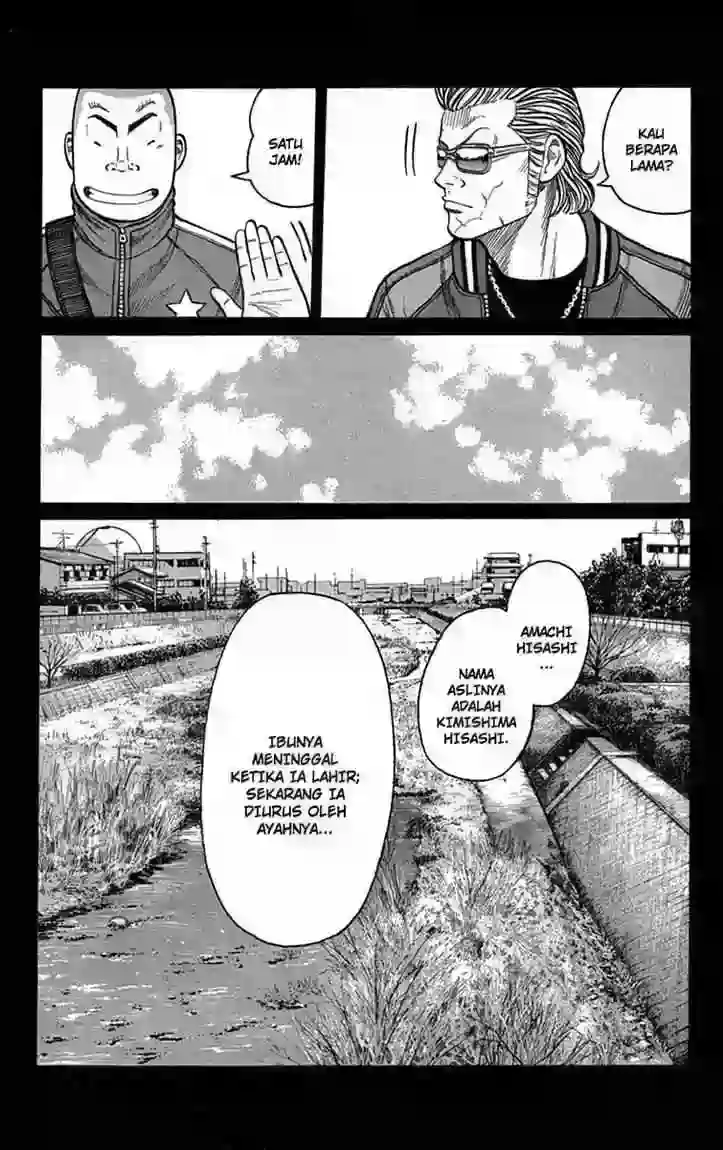 KAU
BERAPA
LAMA?
SATU
JAM!
AMACHI
HISASHI
...
NAMA
ASLINYA
ADALAH
KIMISHIMA
HISASHI.
IBUNYA
MENINGGAL
KETIKA IA LAHIR;
SEKARANG IA
DIURUS OLEH
AYAHNYA...